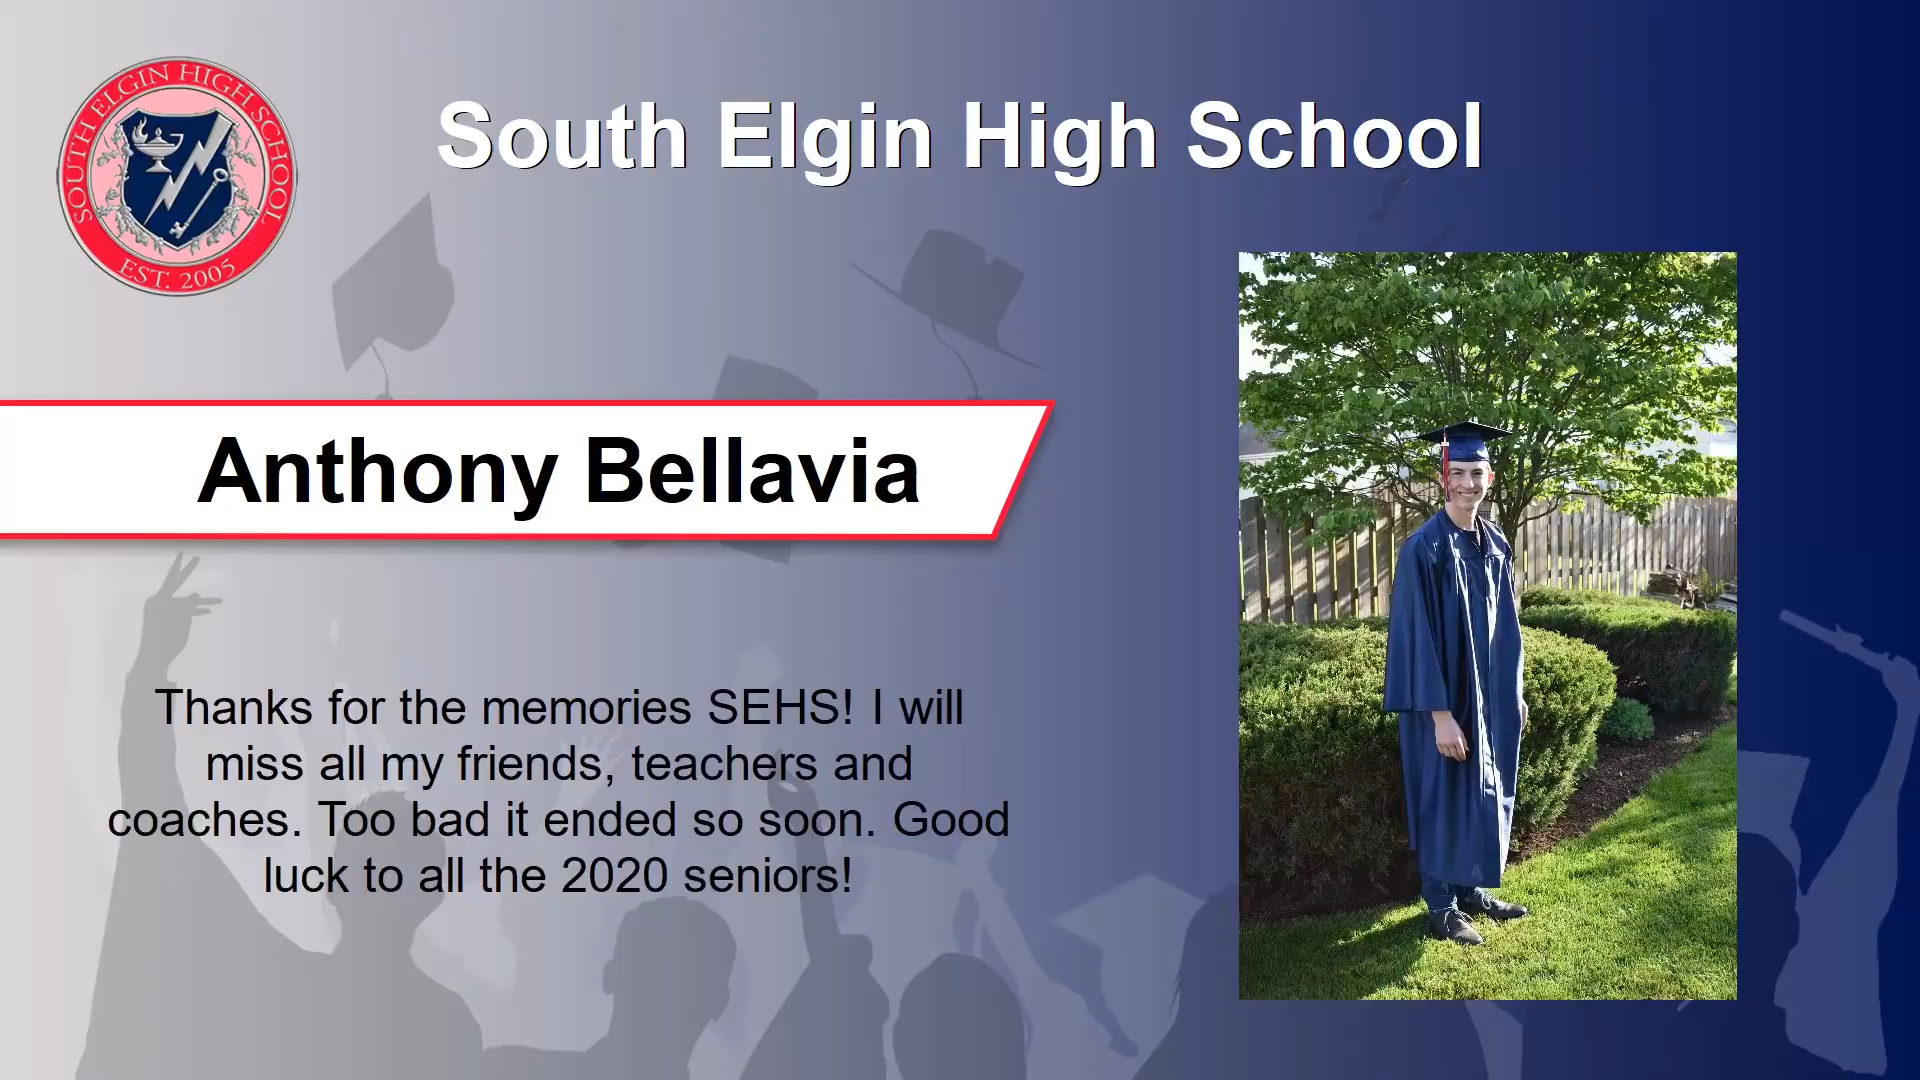 SOUTH ELGIN HIGH SCHOOL
EST. 2005
South Elgin High School
Anthony Bellavia
Thanks for the memories SEHS! I will
miss all my friends, teachers and
coaches. Too bad it ended so soon. Good
luck to all the 2020 seniors!